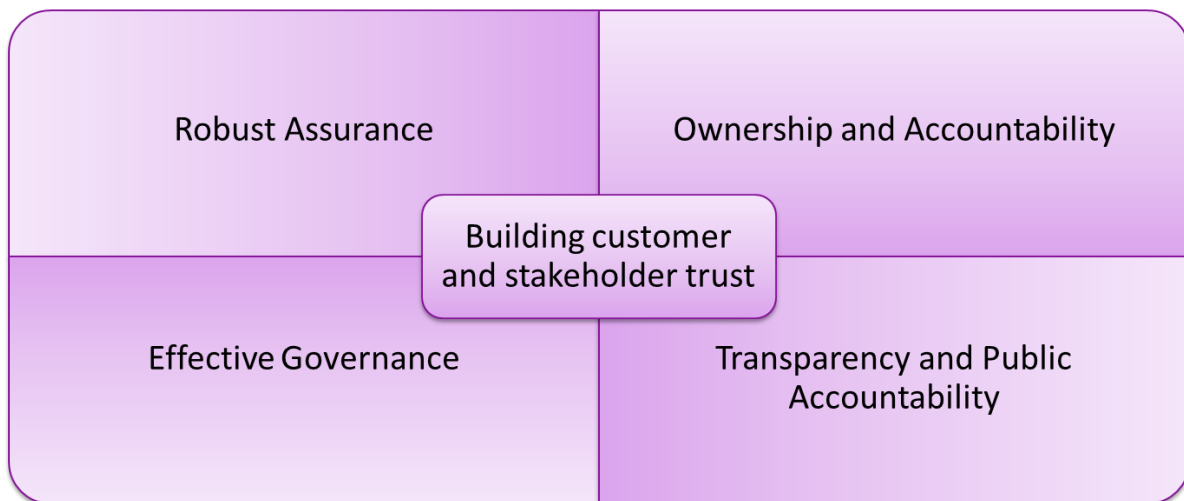 Robust Assurance
Ownership and Accountability
Building customer
and stakeholder trust
Effective Governance
Transparency and Public
Accountability